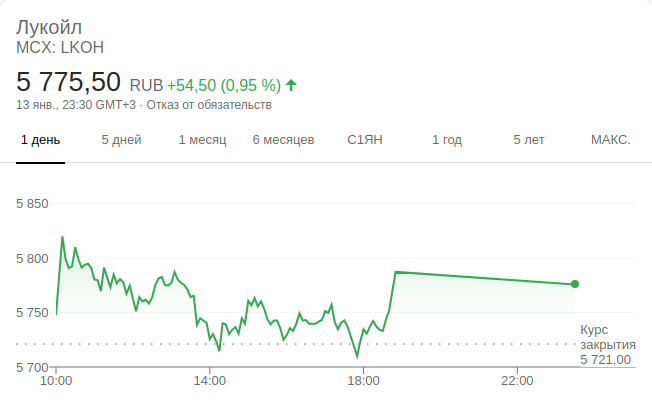 Лукойл
MCX: LKOH
5 775,50 RUB +54,50 (0,95 %)
13 янв., 23:30 GMT+3 · Отказ от обязательств
1 день 5 дней 1 месяц 6 месяцев С1ЯН 1 год 5 лет МАКС.
5 850
5 800
5 750
5 700
Курс
закрытия
5 721,00
10:00 14:00 18:00 22:00